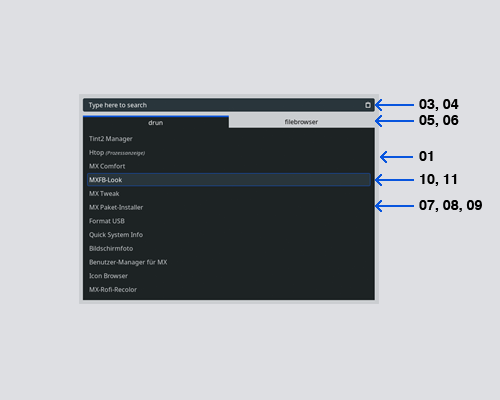 Type here to search
03, 04
drun
filebrowser
05, 06
Tint2 Manager
Htop (Prozessanzeige)
01
MX Comfort
MXFB-Look
10, 11
MX Tweak
MX Paket-Installer
07, 08, 09
Format USB
Quick System Info
Bildschirmfoto
Benutzer-Manager für MX
Icon Browser
MX-Rofi-Recolor